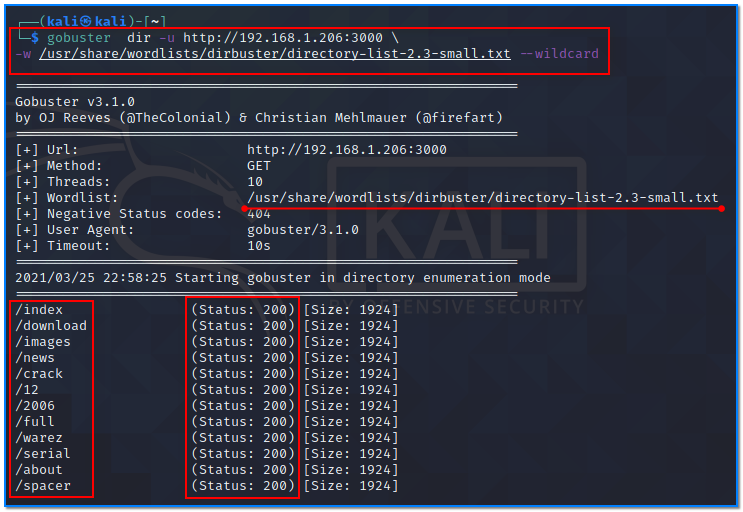 (kali㉿kali)-[~]
$ gobuster dir -u http://192.168.1.206:3000 \
-w /usr/share/wordlists/dirbuster/directory-list-2.3-small.txt --wildcard
Gobuster v3.1.0
by OJ Reeves (@TheColonial) & Christian Mehlmauer (@firefart)
[+] Url: http://192.168.1.206:3000
[+] Method: GET
[+] Threads: 10
[+] Wordlist: /usr/share/wordlists/dirbuster/directory-list-2.3-small.txt
[+] Negative Status codes: 404
[+] User Agent: gobuster/3.1.0
[+] Timeout: 10s
2021/03/25 22:58:25 Starting gobuster in directory enumeration mode
/index (Status: 200) [Size: 1924]
/download (Status: 200) [Size: 1924]
/images (Status: 200) [Size: 1924]
/news (Status: 200) [Size: 1924]
/crack (Status: 200) [Size: 1924]
/12 (Status: 200) [Size: 1924]
/2006 (Status: 200) [Size: 1924]
/full (Status: 200) [Size: 1924]
/warez (Status: 200) [Size: 1924]
/serial (Status: 200) [Size: 1924]
/about (Status: 200) [Size: 1924]
/spacer (Status: 200) [Size: 1924]
KALI
BY OFFENSIVE SECURITY